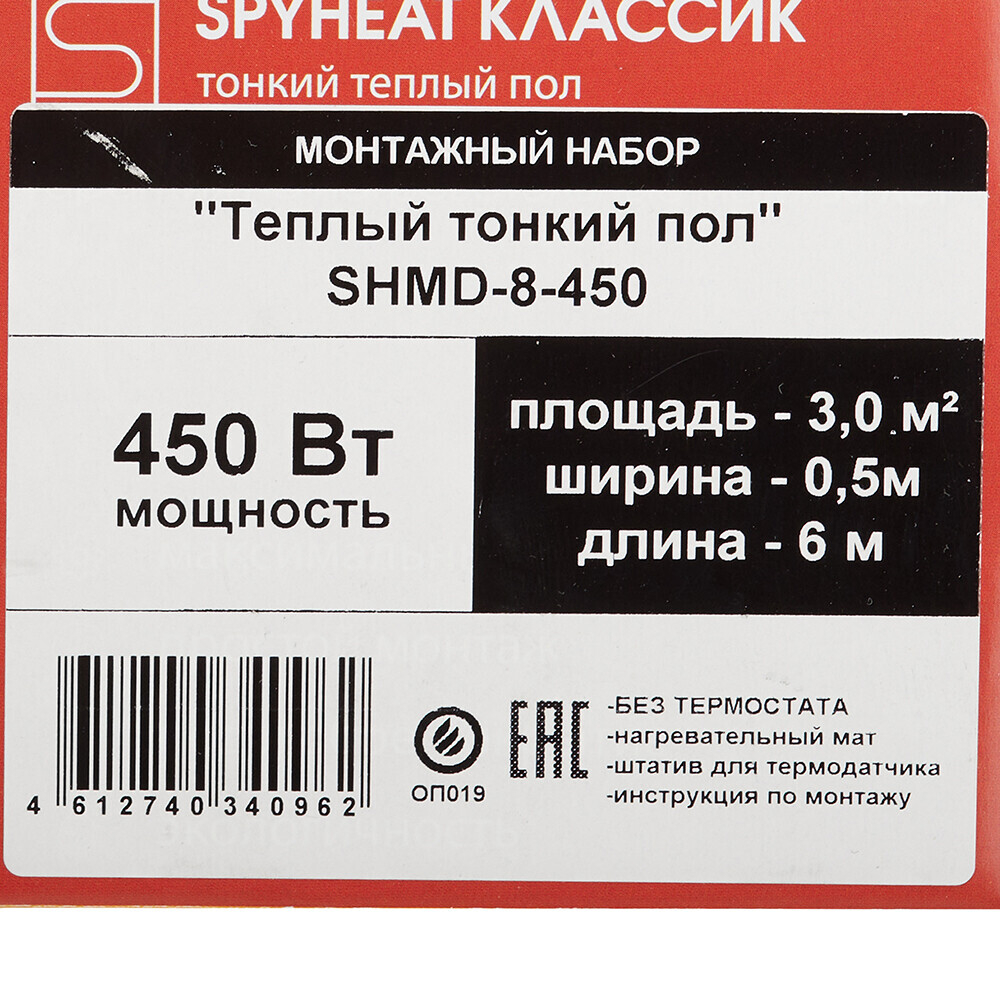 SPYHEAT КЛАССИК
тонкий теплый пол
МОНТАЖНЫЙ НАБОР
"Теплый тонкий пол"
SHMD-8-450
450 Вт
мощность
площадь - 3,0 м²
ширина - 0,5м
длина - 6 м
4 612740 340962
ОП019
EAC
-БЕЗ ТЕРМОСТАТА
-нагревательный мат
-штатив для термодатчика
-инструкция по монтажу